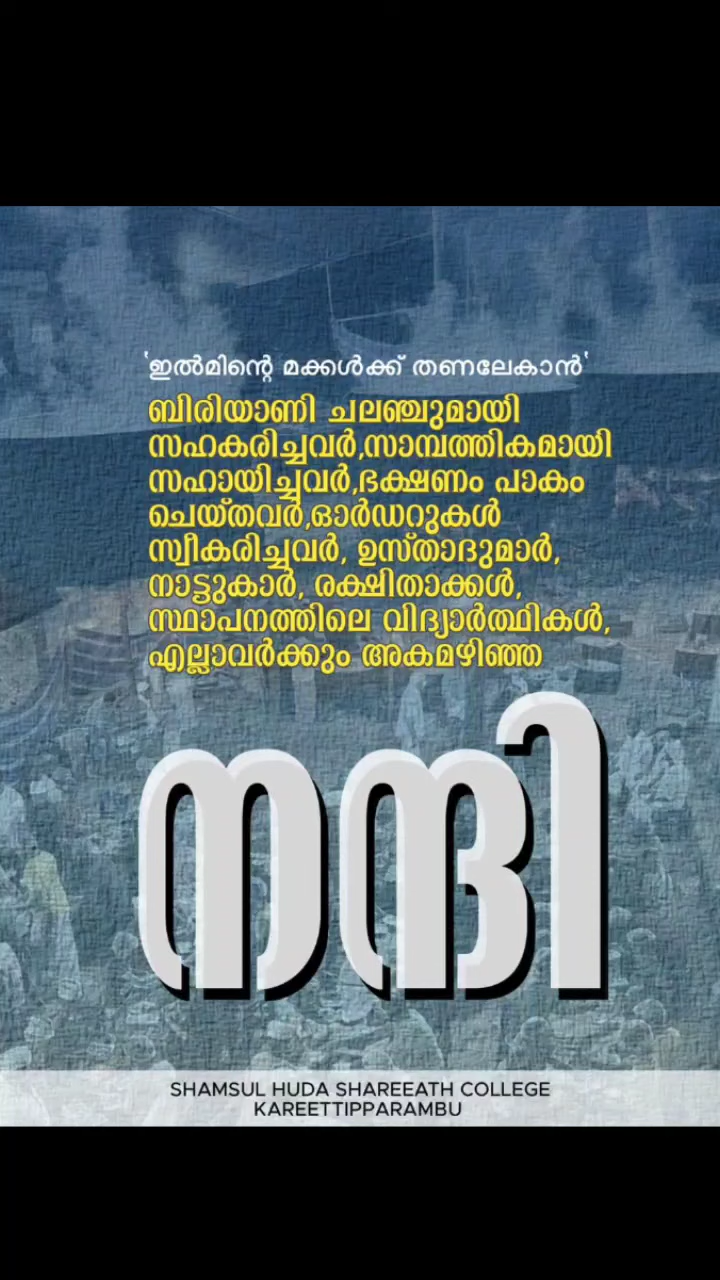 ‘ഇൽമിന്റെ മക്കൾക്ക് തണലേകാൻ‘
ബിരിയാണി ചലഞ്ചുമായി
സഹകരിച്ചവർ,സാമ്പത്തികമായി
സഹായിച്ചവർ,ഭക്ഷണം പാകം
ചെയ്തവർ,ഓർഡറുകൾ
സ്വീകരിച്ചവർ, ഉസ്താദുമാർ,
നാട്ടുകാർ, രക്ഷിതാക്കൾ,
സ്ഥാപനത്തിലെ വിദ്യാർത്ഥികൾ,
എല്ലാവർക്കും അകമഴിഞ്ഞ
നന്ദി
SHAMSUL HUDA SHAREEATH COLLEGE
KAREETTIPPARAMBU